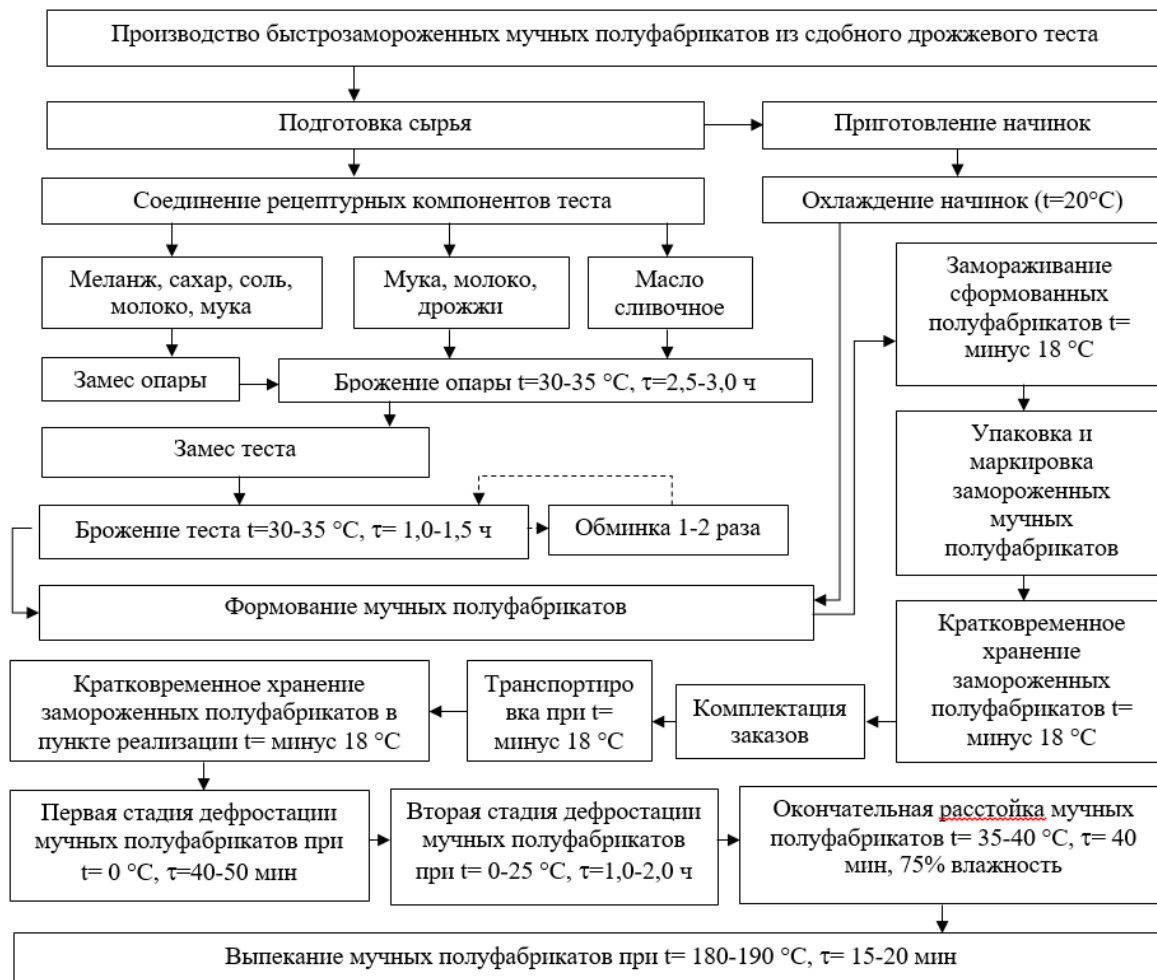 Производство быстрозамороженных мучных полуфабрикатов из сдобного дрожжевого теста
Подготовка сырья
Приготовление начинок
Соединение рецептурных компонентов теста
Охлаждение начинок (t=20°С)
Меланж, сахар, соль,
молоко, мука
Мука, молоко,
дрожжи
Масло
сливочное
Замораживание
сформованных
полуфабрикатов t=
минус 18 °С
Замес опары
Брожение опары t=30-35 °С, τ=2,5-3,0 ч
Замес теста
Упаковка и
маркировка
замороженных
мучных
полуфабрикатов
Брожение теста t=30-35 °С, τ= 1,0-1,5 ч
Обминка 1-2 раза
Формование мучных полуфабрикатов
Кратковременное
хранение
замороженных
полуфабрикатов t=
минус 18 °С
Комплектация
заказов
Транспортиро
вка при t=
минус 18 °С
Кратковременное хранение
замороженных полуфабрикатов в
пункте реализации t= минус 18 °С
Первая стадия дефростации
мучных полуфабрикатов при
t= 0 °С, τ=40-50 мин
Вторая стадия дефростации
мучных полуфабрикатов
при t= 0-25 °С, τ=1,0-2,0 ч
Окончательная расстойка мучных
полуфабрикатов t= 35-40 °С, τ= 40
мин, 75% влажность
Выпекание мучных полуфабрикатов при t= 180-190 °С, τ= 15-20 мин